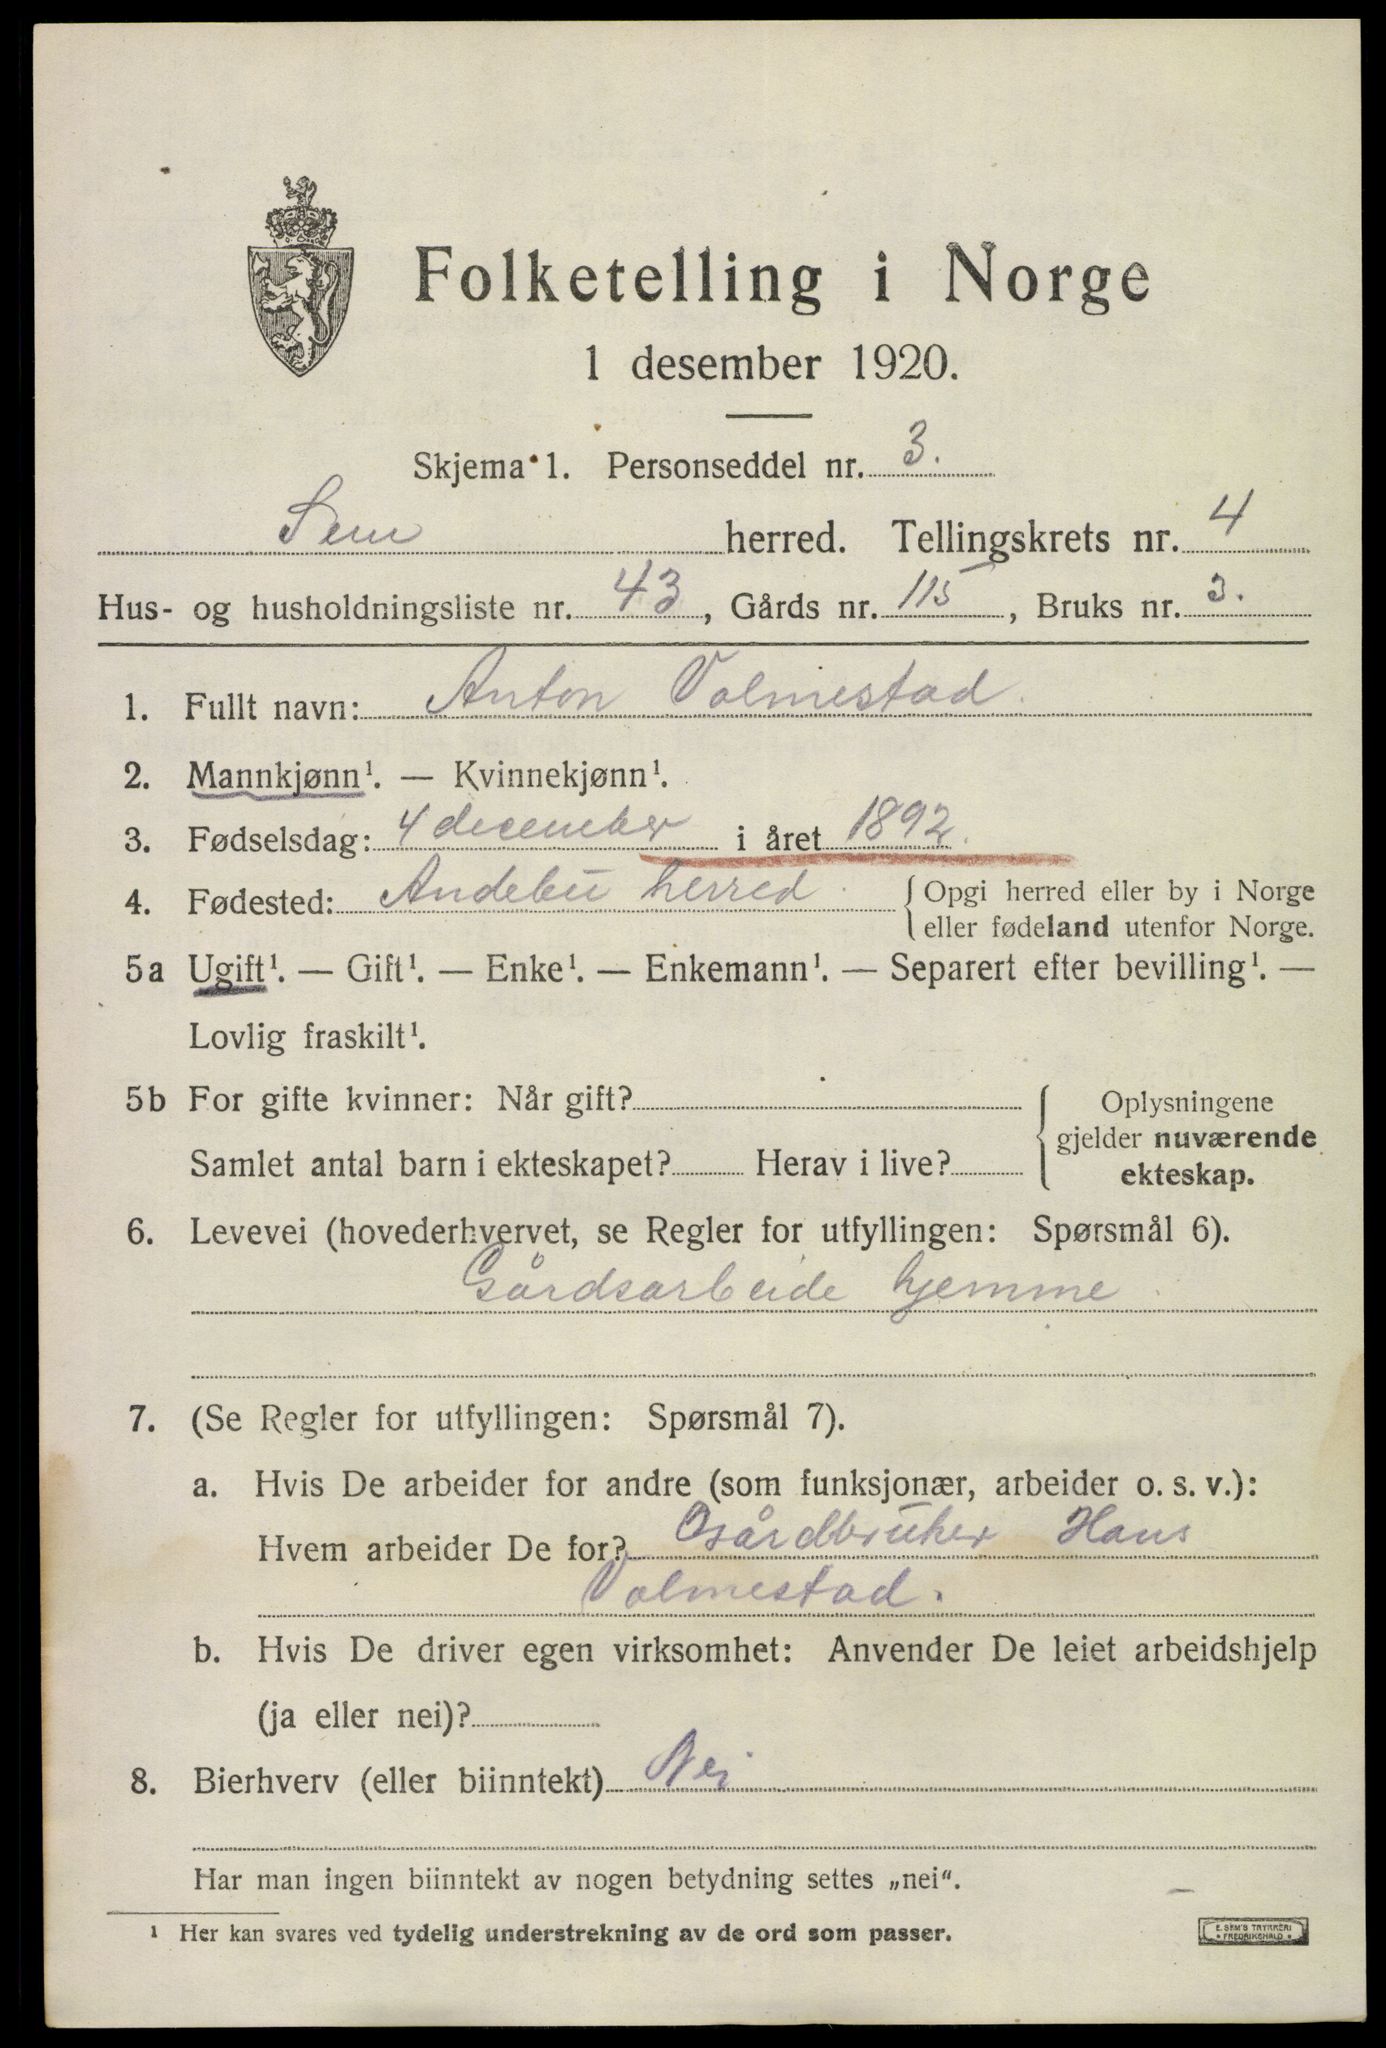 Folketelling i Norge
1 desember 1920.
Skjema 1. Personseddel nr. 3.
Sem herred. Tellingskrets nr. 4
Hus- og husholdningsliste nr. 43, Gårds nr. 115, Bruks nr. 3.
1. Fullt navn: Anton Volmestad.
2. Mannkjønn¹. — Kvinnekjønn¹.
3. Fødselsdag: 4 december i året 1892.
4. Fødested: Andebu herred. { Opgi herred eller by i Norge
eller fødeland utenfor Norge.
5a Ugift¹. — Gift¹. — Enke¹. — Enkemann¹. — Separert efter bevilling¹. —
Lovlig fraskilt¹.
5b For gifte kvinner: Når gift? { Oplysningene
gjelder nuværende
Samlet antal barn i ekteskapet? Herav i live?
ekteskap.
6. Levevei (hovederhvervet, se Regler for utfyllingen: Spørsmål 6).
Gårdsarbeide hjemme.
7. (Se Regler for utfyllingen: Spørsmål 7).
a. Hvis De arbeider for andre (som funksjonær, arbeider o. s. v.):
Hvem arbeider De for? Gårdbruker Hans
Volmestad.
b. Hvis De driver egen virksomhet: Anvender De leiet arbeidshjelp
(ja eller nei)?
8. Bierhverv (eller biinntekt) Nei
Har man ingen biinntekt av nogen betydning settes „nei“.
¹ Her kan svares ved tydelig understrekning av de ord som passer.
E. SEM'S TRYKKERI
• FREDRIKSHALD •